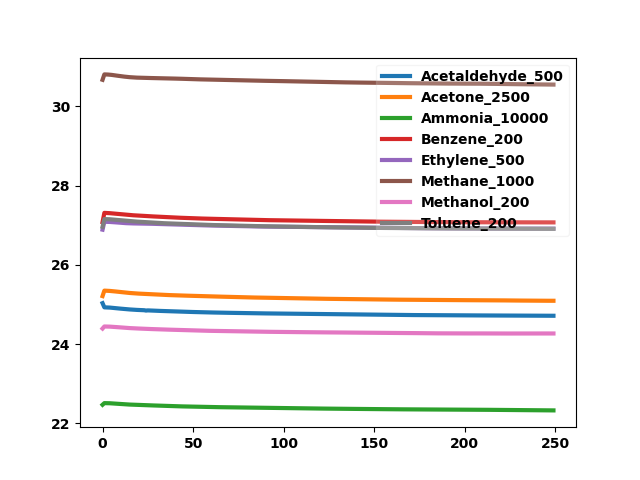 30
28
26
24
22
0 50 100 150 200 250
Acetaldehyde_500
Acetone_2500
Ammonia_10000
Benzene_200
Ethylene_500
Methane_1000
Methanol_200
Toluene_200